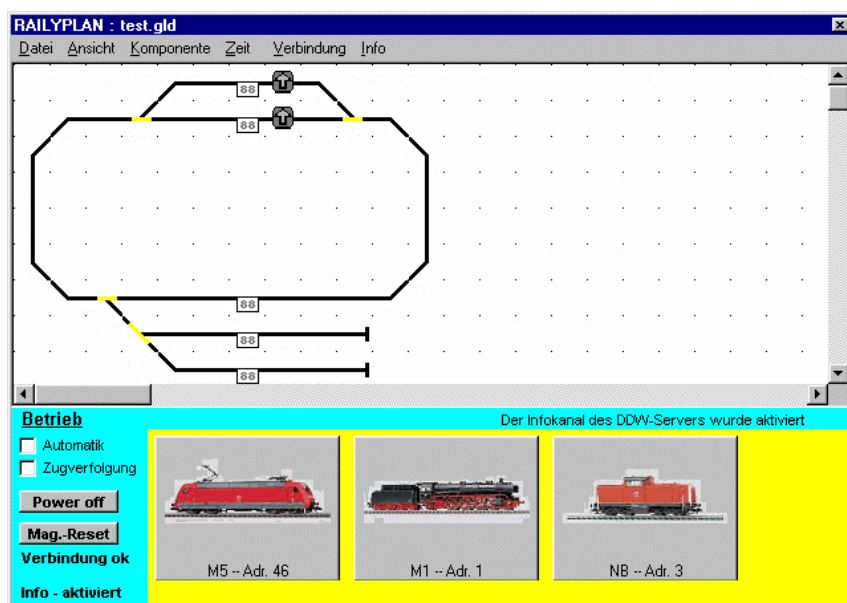 RAILYPLAN : test.gld
Datei Ansicht Komponente Zeit Verbindung Info
88
88
88
88
88
Betrieb
Der Infokanal des DDW-Servers wurde aktiviert
Automatik
Zugverfolgung
Power off
Mag.-Reset
Verbindung ok
Info - aktiviert
M5 -- Adr. 46
M1 -- Adr. 1
NB -- Adr. 3